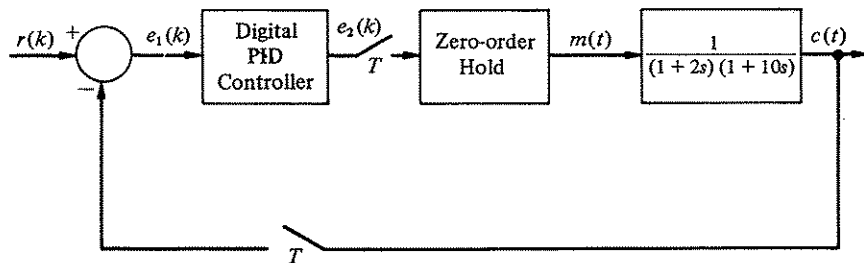 r(k)
+
−
e₁(k)
Digital
PID
Controller
e₂(k)
T
Zero-order
Hold
m(t)
1
(1 + 2s) (1 + 10s)
c(t)
T